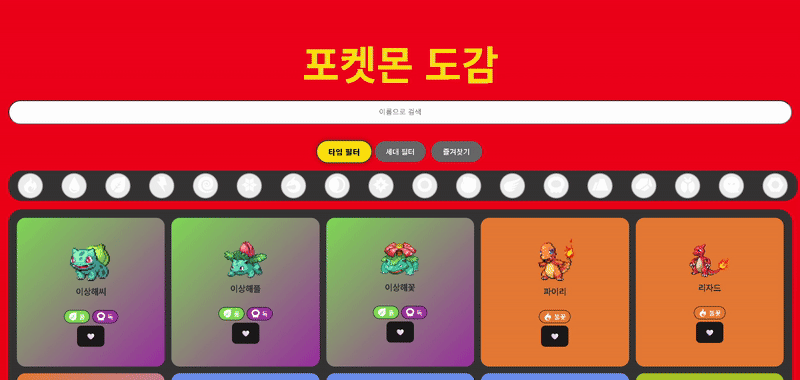 포켓몬 도감
이름으로 검색
타입 필터 세대 필터 즐겨찾기
이상해씨 이상해풀 이상해꽃 파이리 리자드
풀 독 풀 독 풀 독 불꽃 불꽃